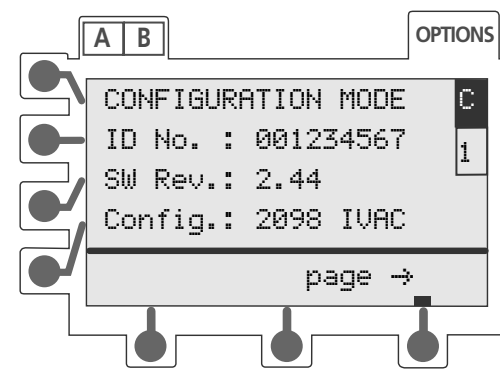 A B
OPTIONS
CONFIGURATION MODE
C
ID No. : 001234567
1
SW Rev.: 2.44
Config.: 2098 IVAC
page →